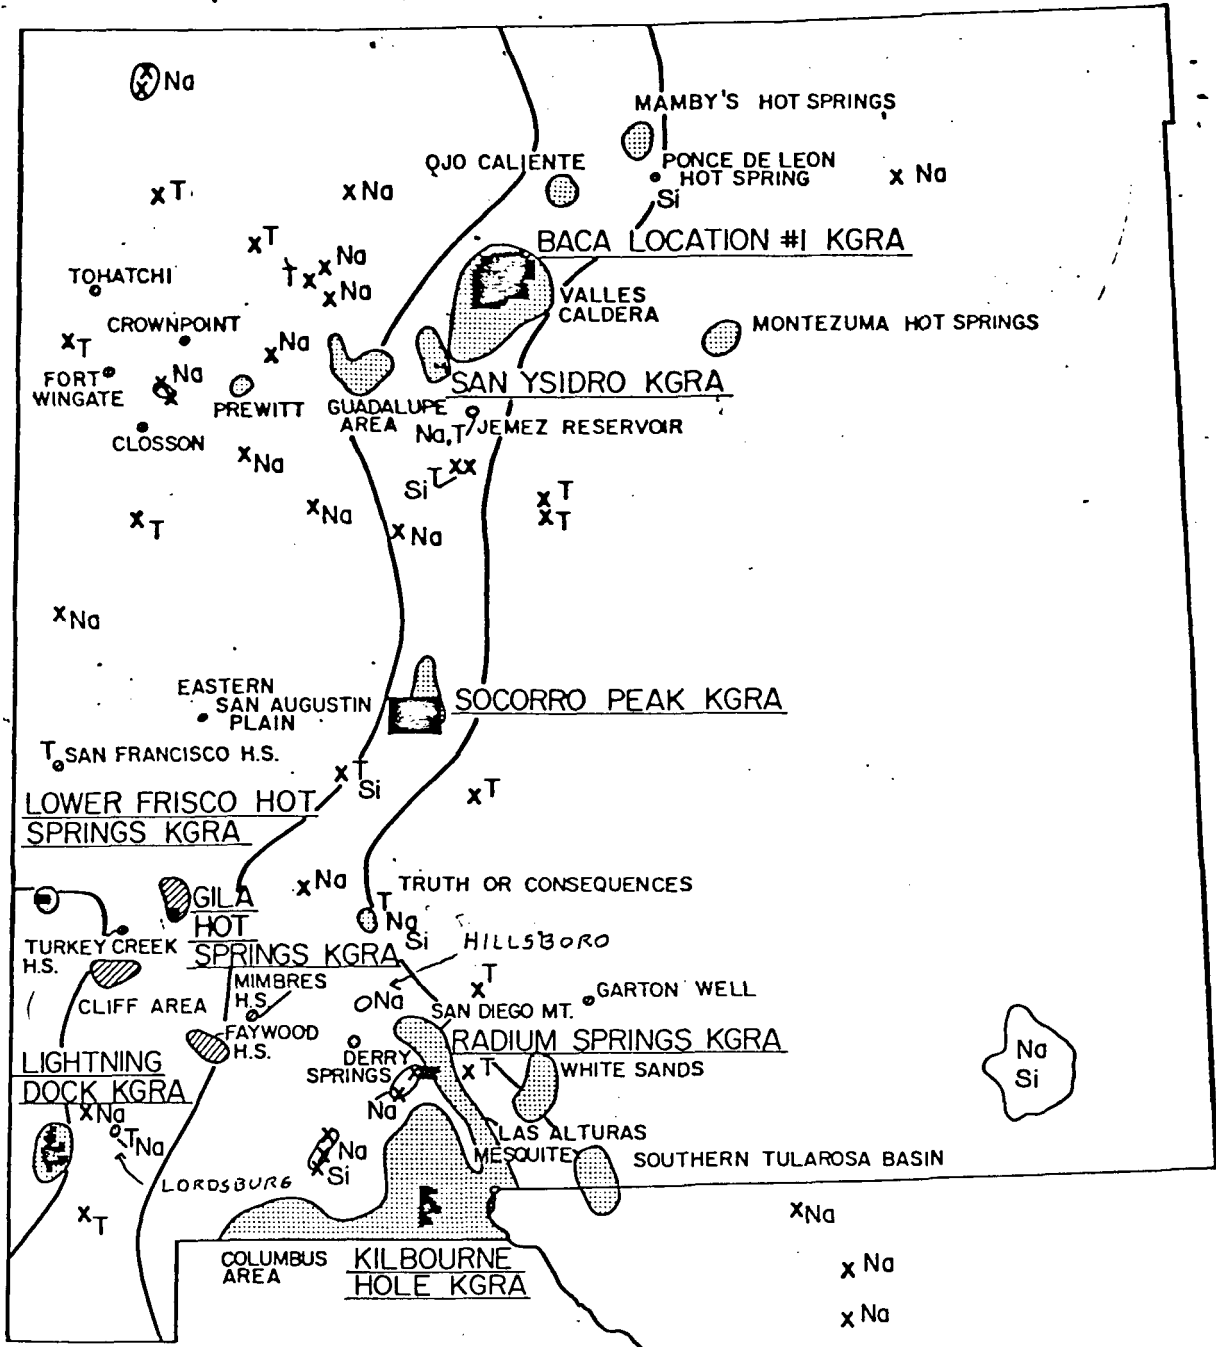 Na
MAMBY'S HOT SPRINGS
OJO CALIENTE
PONCE DE LEON
HOT SPRING
Na
T
Na
Si
T
BACA LOCATION #1 KGRA
Na
T
TOHATCHI
Na
VALLES
CALDERA
CROWNPOINT
MONTEZUMA HOT SPRINGS
T
Na
FORT
WINGATE
Na
SAN YSIDRO KGRA
PREWITT
GUADALUPE
AREA
Na,T
JEMEZ RESERVOIR
CLOSSON
Na
T
Si
T
T
Na
T
Na
Na
EASTERN
SAN AUGUSTIN
PLAIN
SOCORRO PEAK KGRA
T
SAN FRANCISCO H.S.
T
Si
LOWER FRISCO HOT
SPRINGS KGRA
T
Na
T
TRUTH OR CONSEQUENCES
GILA
HOT
SPRINGS KGRA
Na
Si
HILLSBORO
TURKEY CREEK
H.S.
MIMBRES
H.S.
T
GARTON WELL
CLIFF AREA
Na
SAN DIEGO MT.
FAYWOOD
H.S.
RADIUM SPRINGS KGRA
DERRY
SPRINGS
Na
Si
LIGHTNING
DOCK KGRA
T
WHITE SANDS
Na
Na
T
Na
LAS ALTURAS
MESQUITE
Na
Si
SOUTHERN TULAROSA BASIN
LORDSBURG
T
Na
COLUMBUS
AREA
KILBOURNE
HOLE KGRA
Na
Na